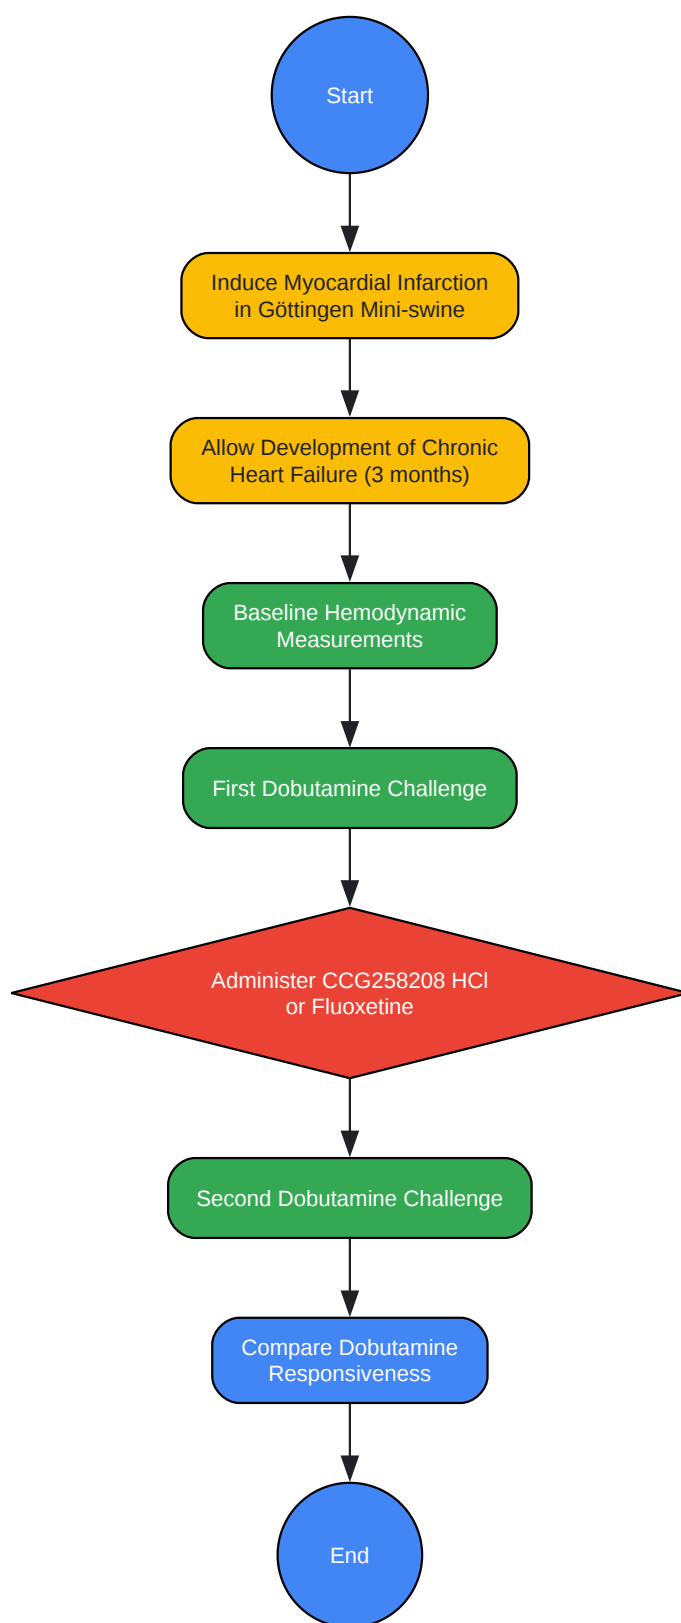 Start
Induce Myocardial Infarction
in Göttingen Mini-swine
Allow Development of Chronic
Heart Failure (3 months)
Baseline Hemodynamic
Measurements
First Dobutamine Challenge
Administer CCG258208 HCl
or Fluoxetine
Second Dobutamine Challenge
Compare Dobutamine
Responsiveness
End